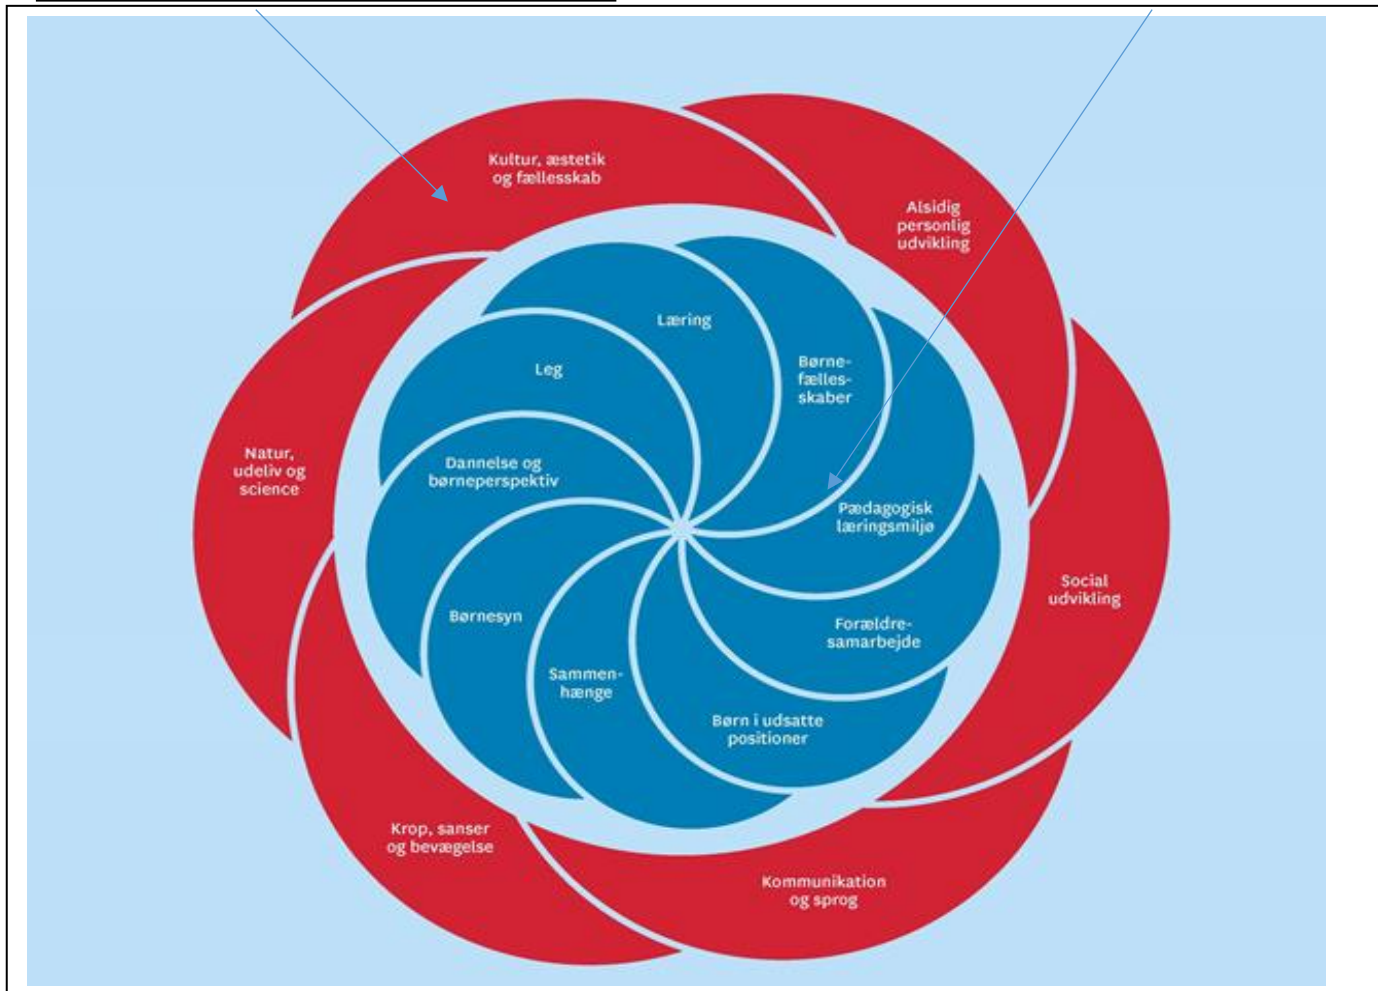 Kultur, æstetik
og fællesskab
Alsidig
personlig
udvikling
Læring
Børne-
fælles-
skaber
Leg
Natur,
udeliv og
science
Dannelse og
børneperspektiv
Pædagogisk
læringsmiljø
Social
udvikling
Børnesyn
Forældre-
samarbejde
Sammen-
hænge
Børn i udsatte
positioner
Krop, sanser
og bevægelse
Kommunikation
og sprog